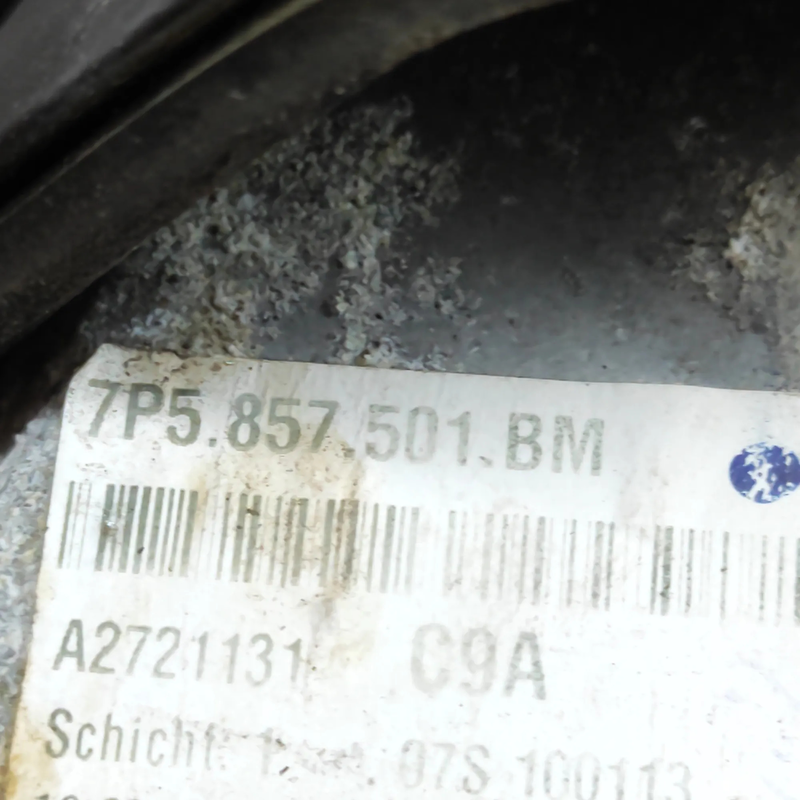 7P5.857.501.BM
A2721131 C9A
Schicht: 07S 100113